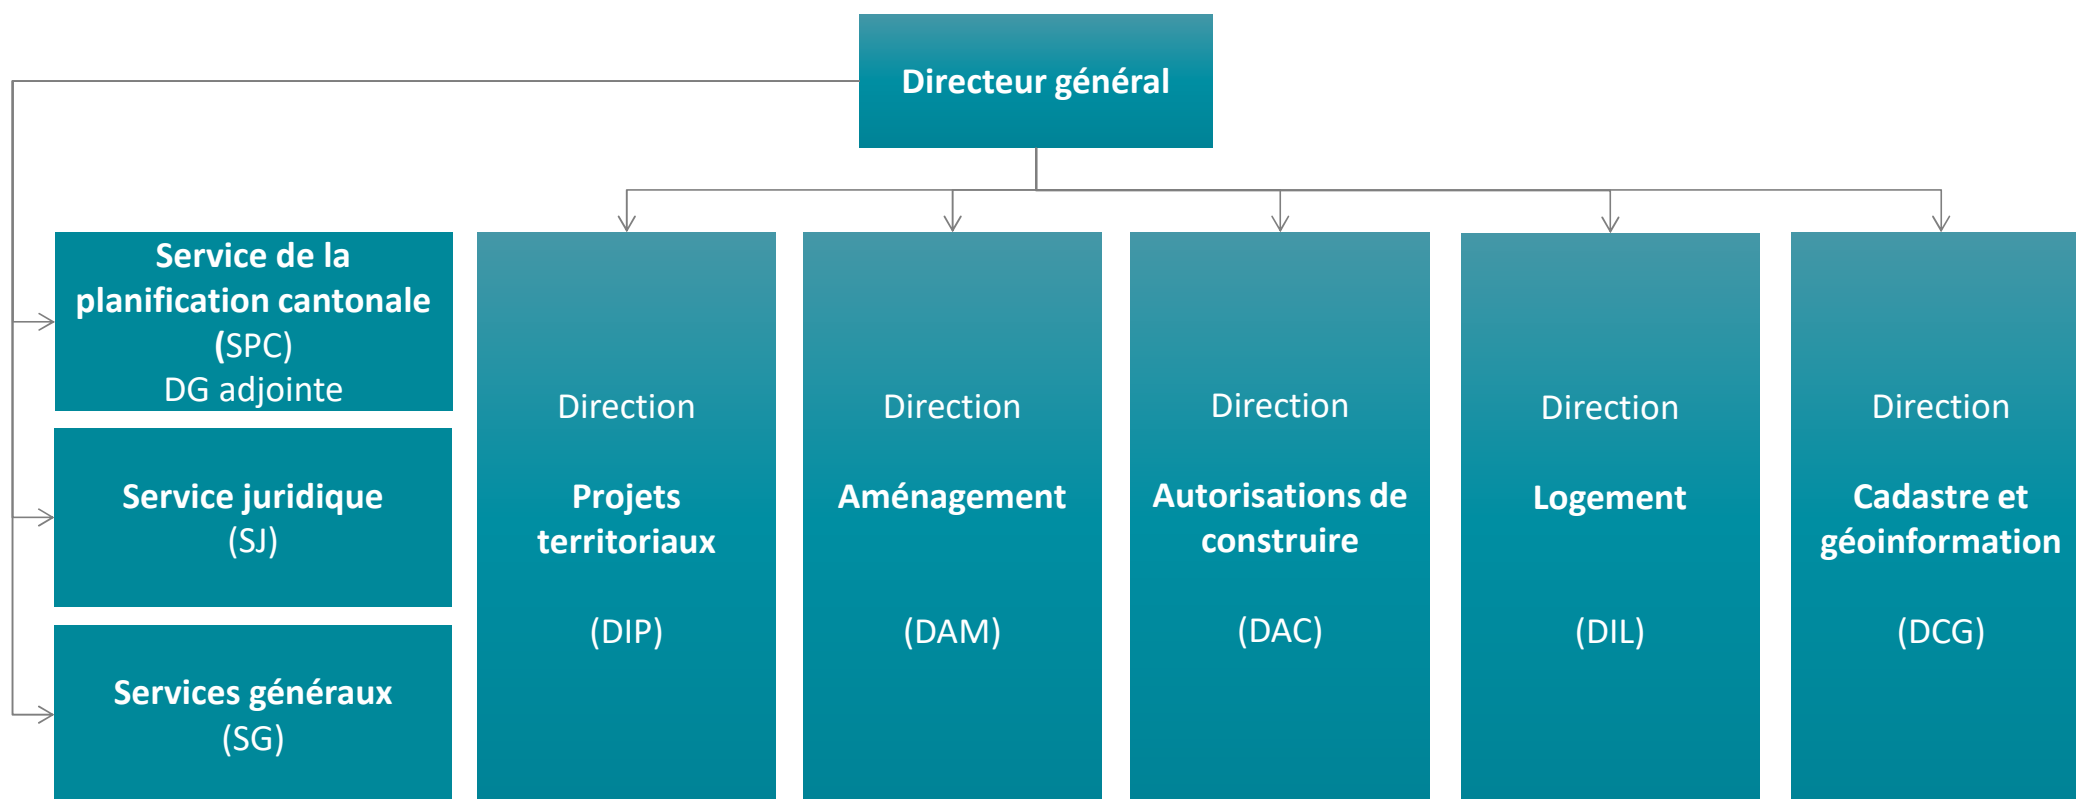 Directeur général
Service de la
planification cantonale
(SPC)
DG adjointe
Service juridique
(SJ)
Services généraux
(SG)
Direction
Projets
territoriaux
(DIP)
Direction
Aménagement
(DAM)
Direction
Autorisations de
construire
(DAC)
Direction
Logement
(DIL)
Direction
Cadastre et
géoinformation
(DCG)